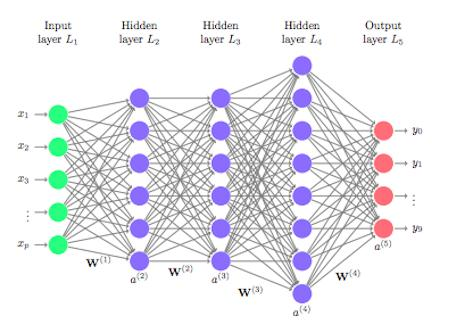 Input Hidden Hidden Hidden Output
layer L₁ layer L₂ layer L₃ layer L₄ layer L₅
x₁
x₂
x₃
⋮
xₚ
y₀
y₁
⋮
y₉
W⁽¹⁾
W⁽²⁾
W⁽³⁾
W⁽⁴⁾
a⁽²⁾
a⁽³⁾
a⁽⁴⁾
a⁽⁵⁾